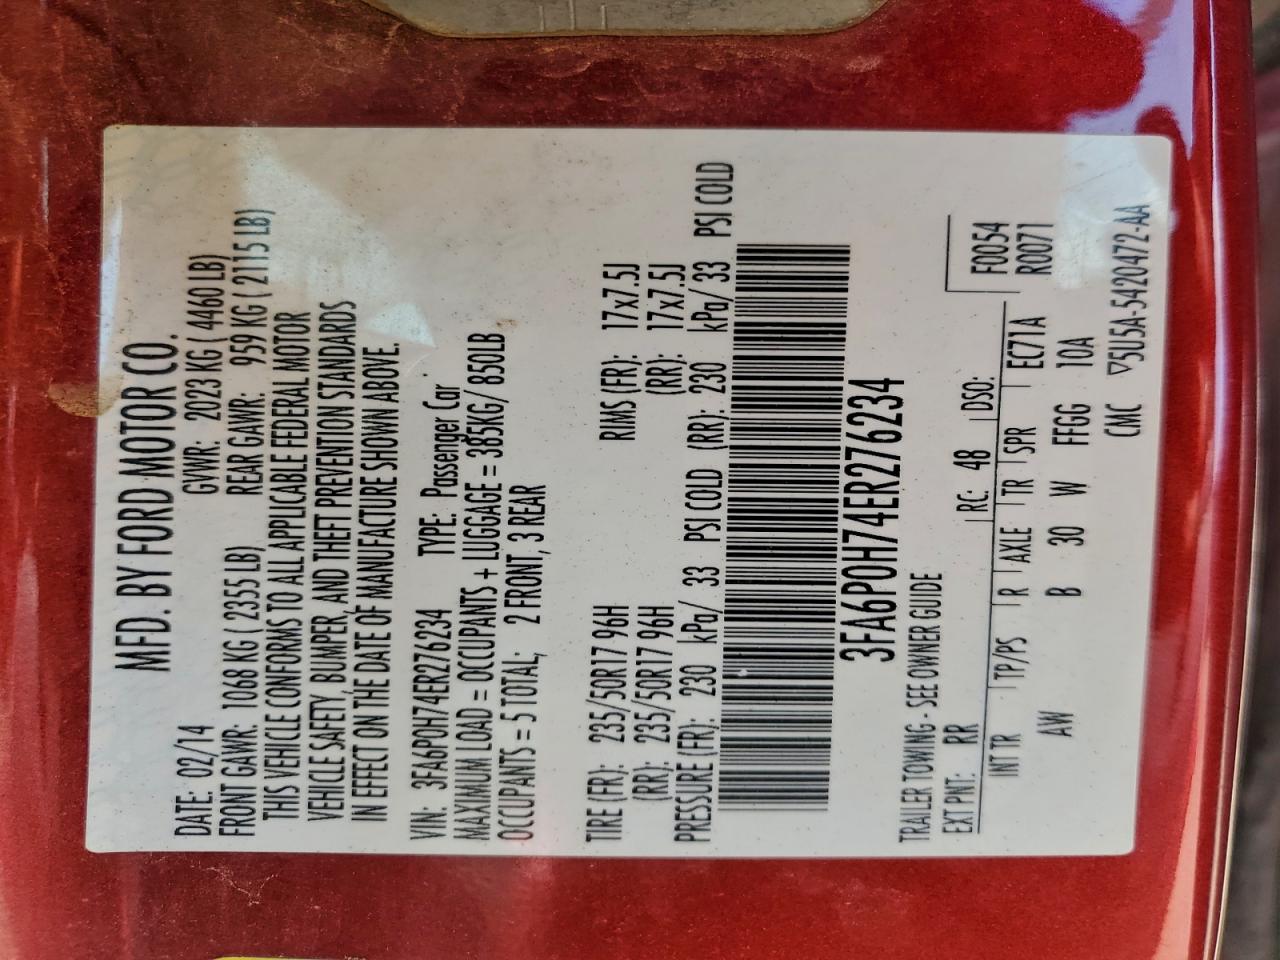 MFD. BY FORD MOTOR CO.
DATE: 02/14 GVWR: 2023 KG ( 4460 LB)
FRONT GAWR: 1068 KG ( 2355 LB) REAR GAWR: 959 KG ( 2115 LB)
THIS VEHICLE CONFORMS TO ALL APPLICABLE FEDERAL MOTOR
VEHICLE SAFETY, BUMPER, AND THEFT PREVENTION STANDARDS
IN EFFECT ON THE DATE OF MANUFACTURE SHOWN ABOVE.
VIN: 3FA6P0H74ER276234 TYPE: Passenger Car
MAXIMUM LOAD = OCCUPANTS + LUGGAGE = 385KG/ 850LB
OCCUPANTS = 5 TOTAL; 2 FRONT, 3 REAR
TIRE (FR): 235/50R17 96H RIMS (FR): 17x7.5J
(RR): 235/50R17 96H (RR): 17x7.5J
PRESSURE (FR): 230 kPa/ 33 PSI COLD (RR): 230 kPa/ 33 PSI COLD
3FA6P0H74ER276234
TRAILER TOWING - SEE OWNER GUIDE
EXT PNT: RR RC: 48 DSO: F0054
R0071
INT TR TP/PS R AXLE TR SPR EC71A
AW B 30 W FFGG 10A
CMC ▽5U5A-5420472-AA